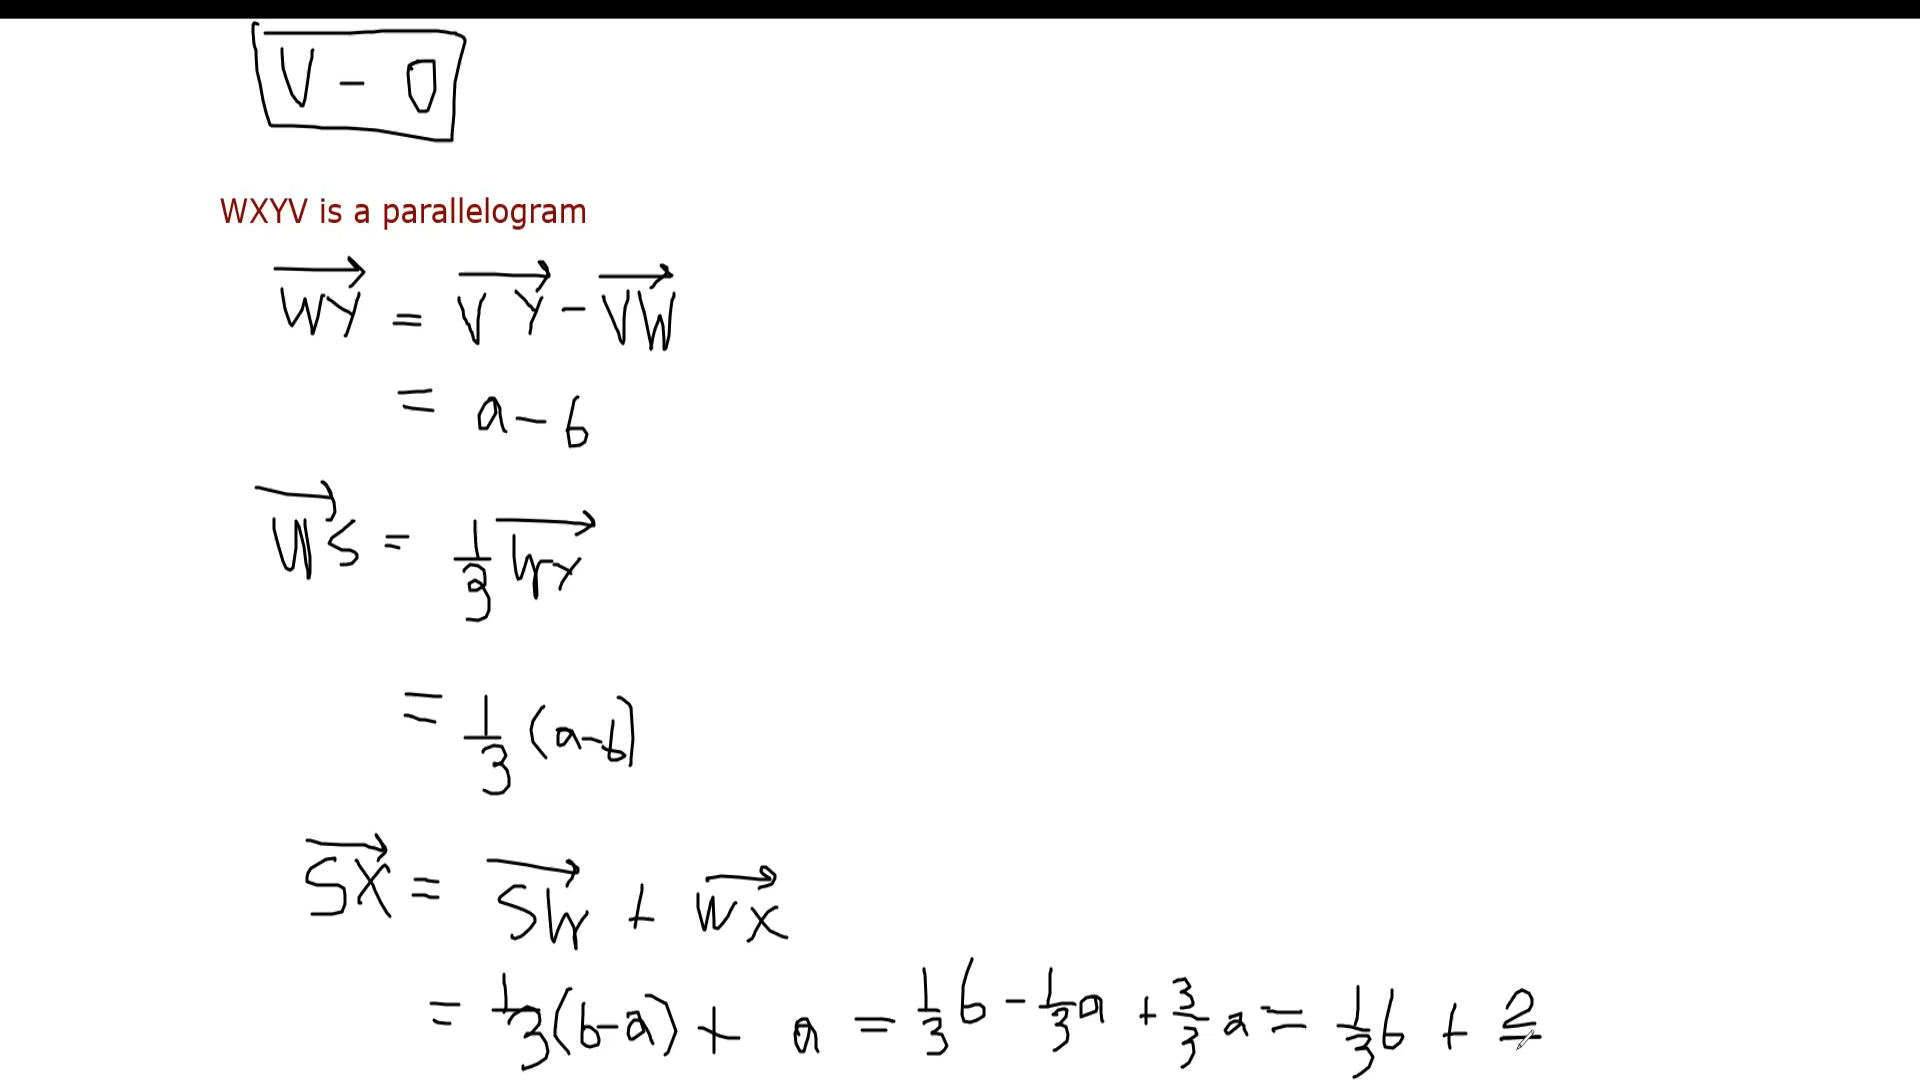 V - 0
WXYV is a parallelogram
→WY = →VY - →VW
= a - b
→WS = 1/3 →WY
= 1/3 (a-b)
→SX = →SW + →WX
= 1/3 (b-a) + a = 1/3 b - 1/3 a + 3/3 a = 1/3 b + 2